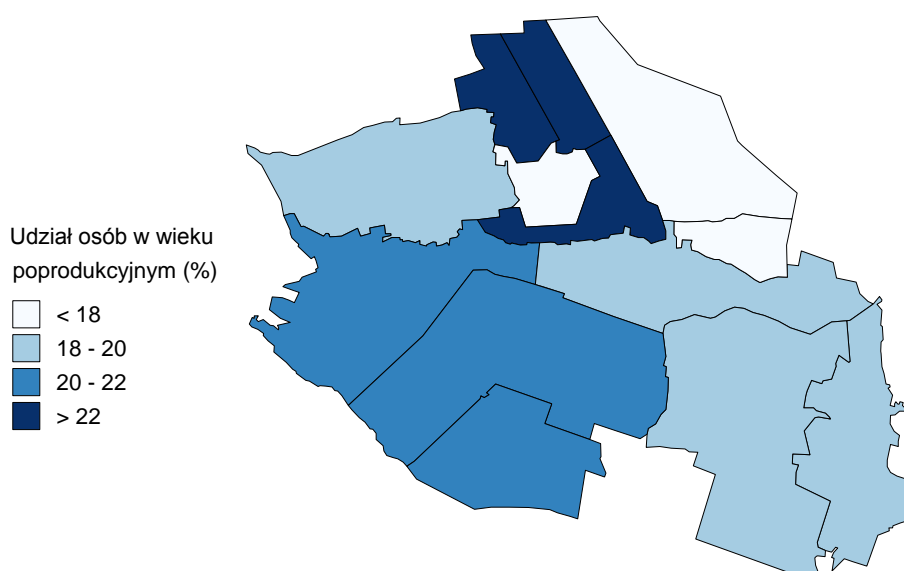 Udział osób w wieku
poprodukcyjnym (%)
< 18
18 - 20
20 - 22
> 22